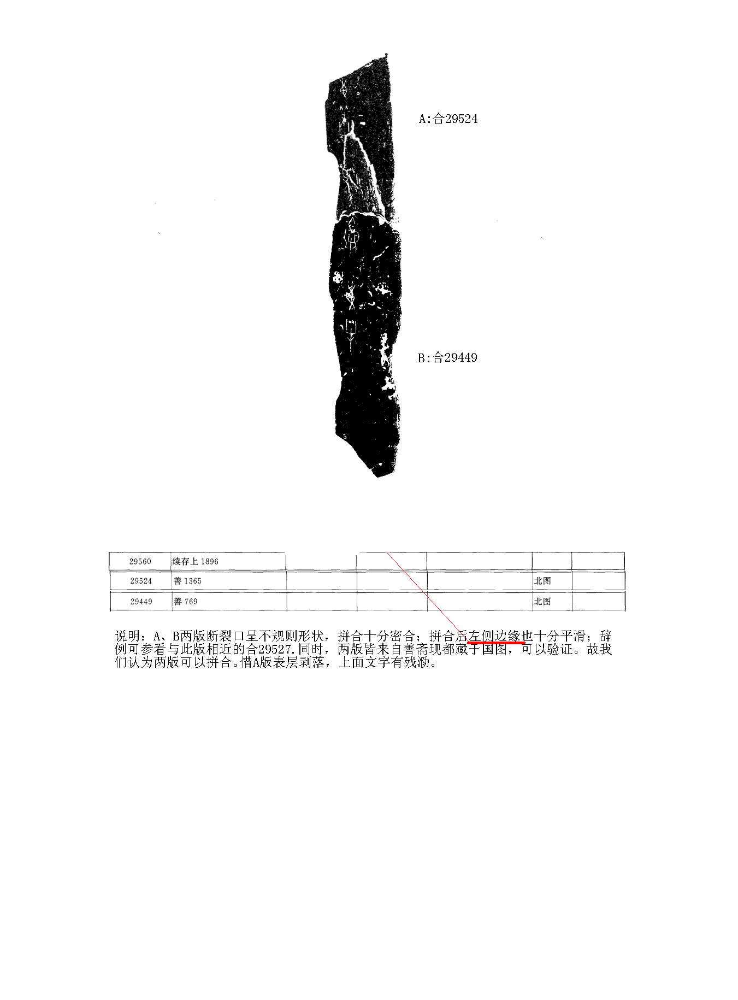 A:合29524
B:合29449
29560 续存上 1896
29524 善 1365 北图
29449 善 769 北图
说明：A、B两版断裂口呈不规则形状，拼合十分密合；拼合后左侧边缘也十分平滑；辞
例可参看与此版相近的合29527.同时，两版皆来自善斋现都藏于国图，可以验证。故我
们认为两版可以拼合。惜A版表层剥落，上面文字有残泐。